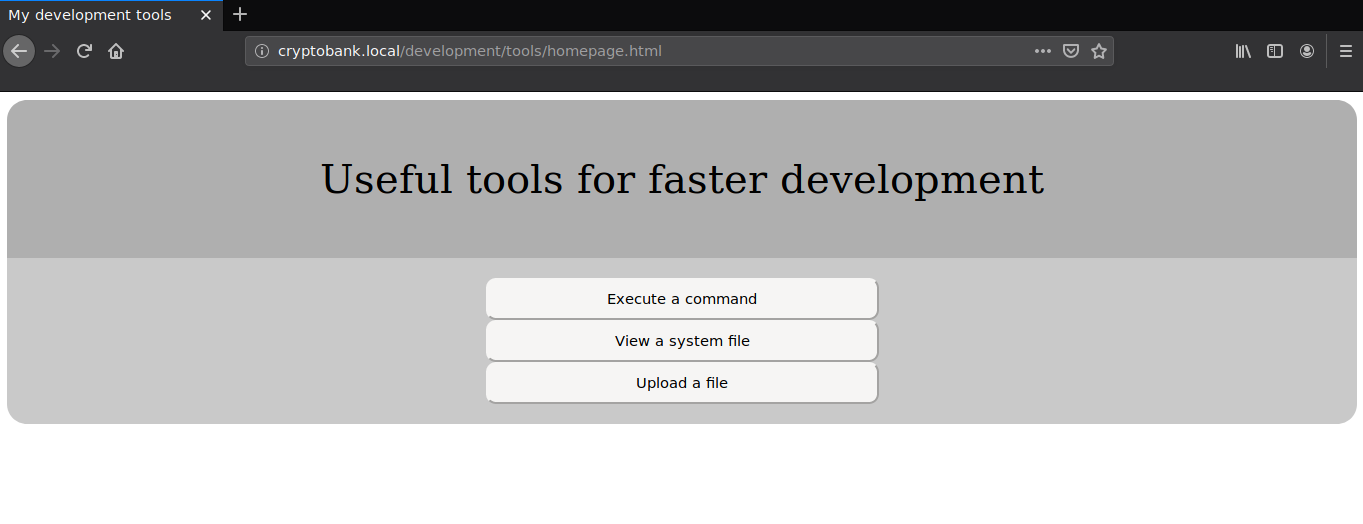 My development tools
cryptobank.local/development/tools/homepage.html
Useful tools for faster development
Execute a command
View a system file
Upload a file